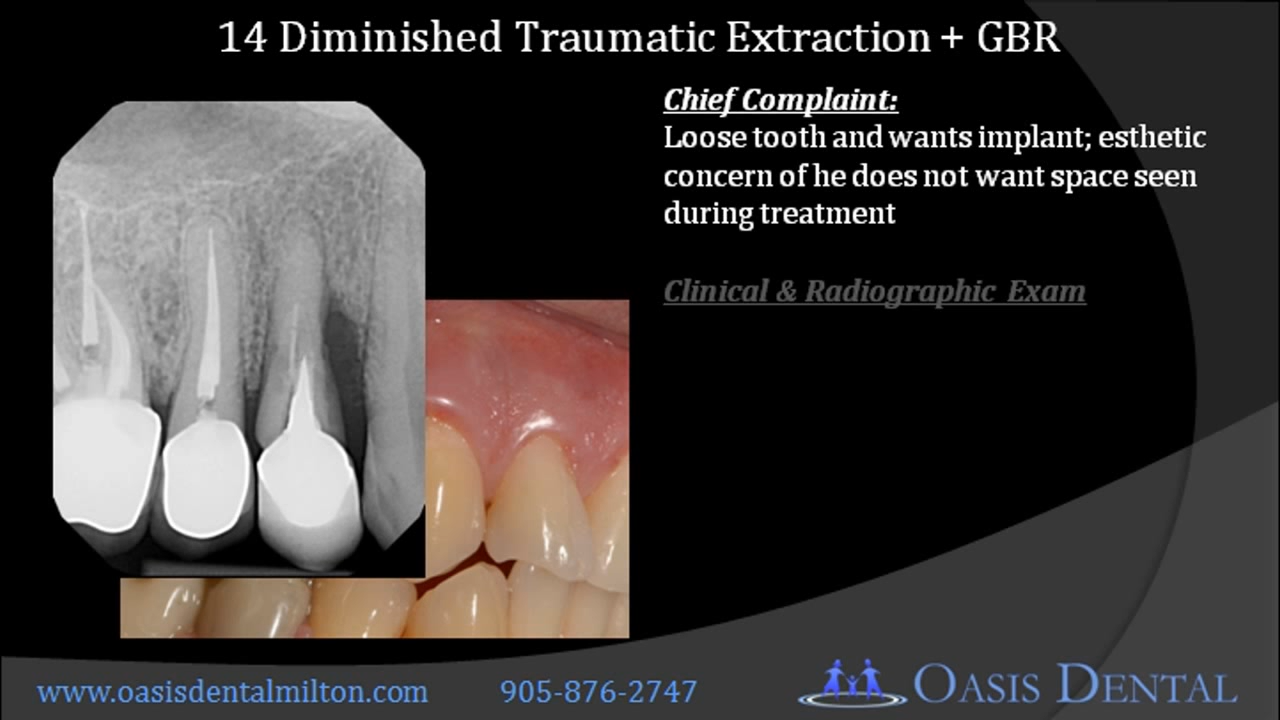 14 Diminished Traumatic Extraction + GBR
Chief Complaint:
Loose tooth and wants implant; esthetic
concern of he does not want space seen
during treatment
Clinical & Radiographic Exam
www.oasisdentalmilton.com
905-876-2747
OASIS DENTAL